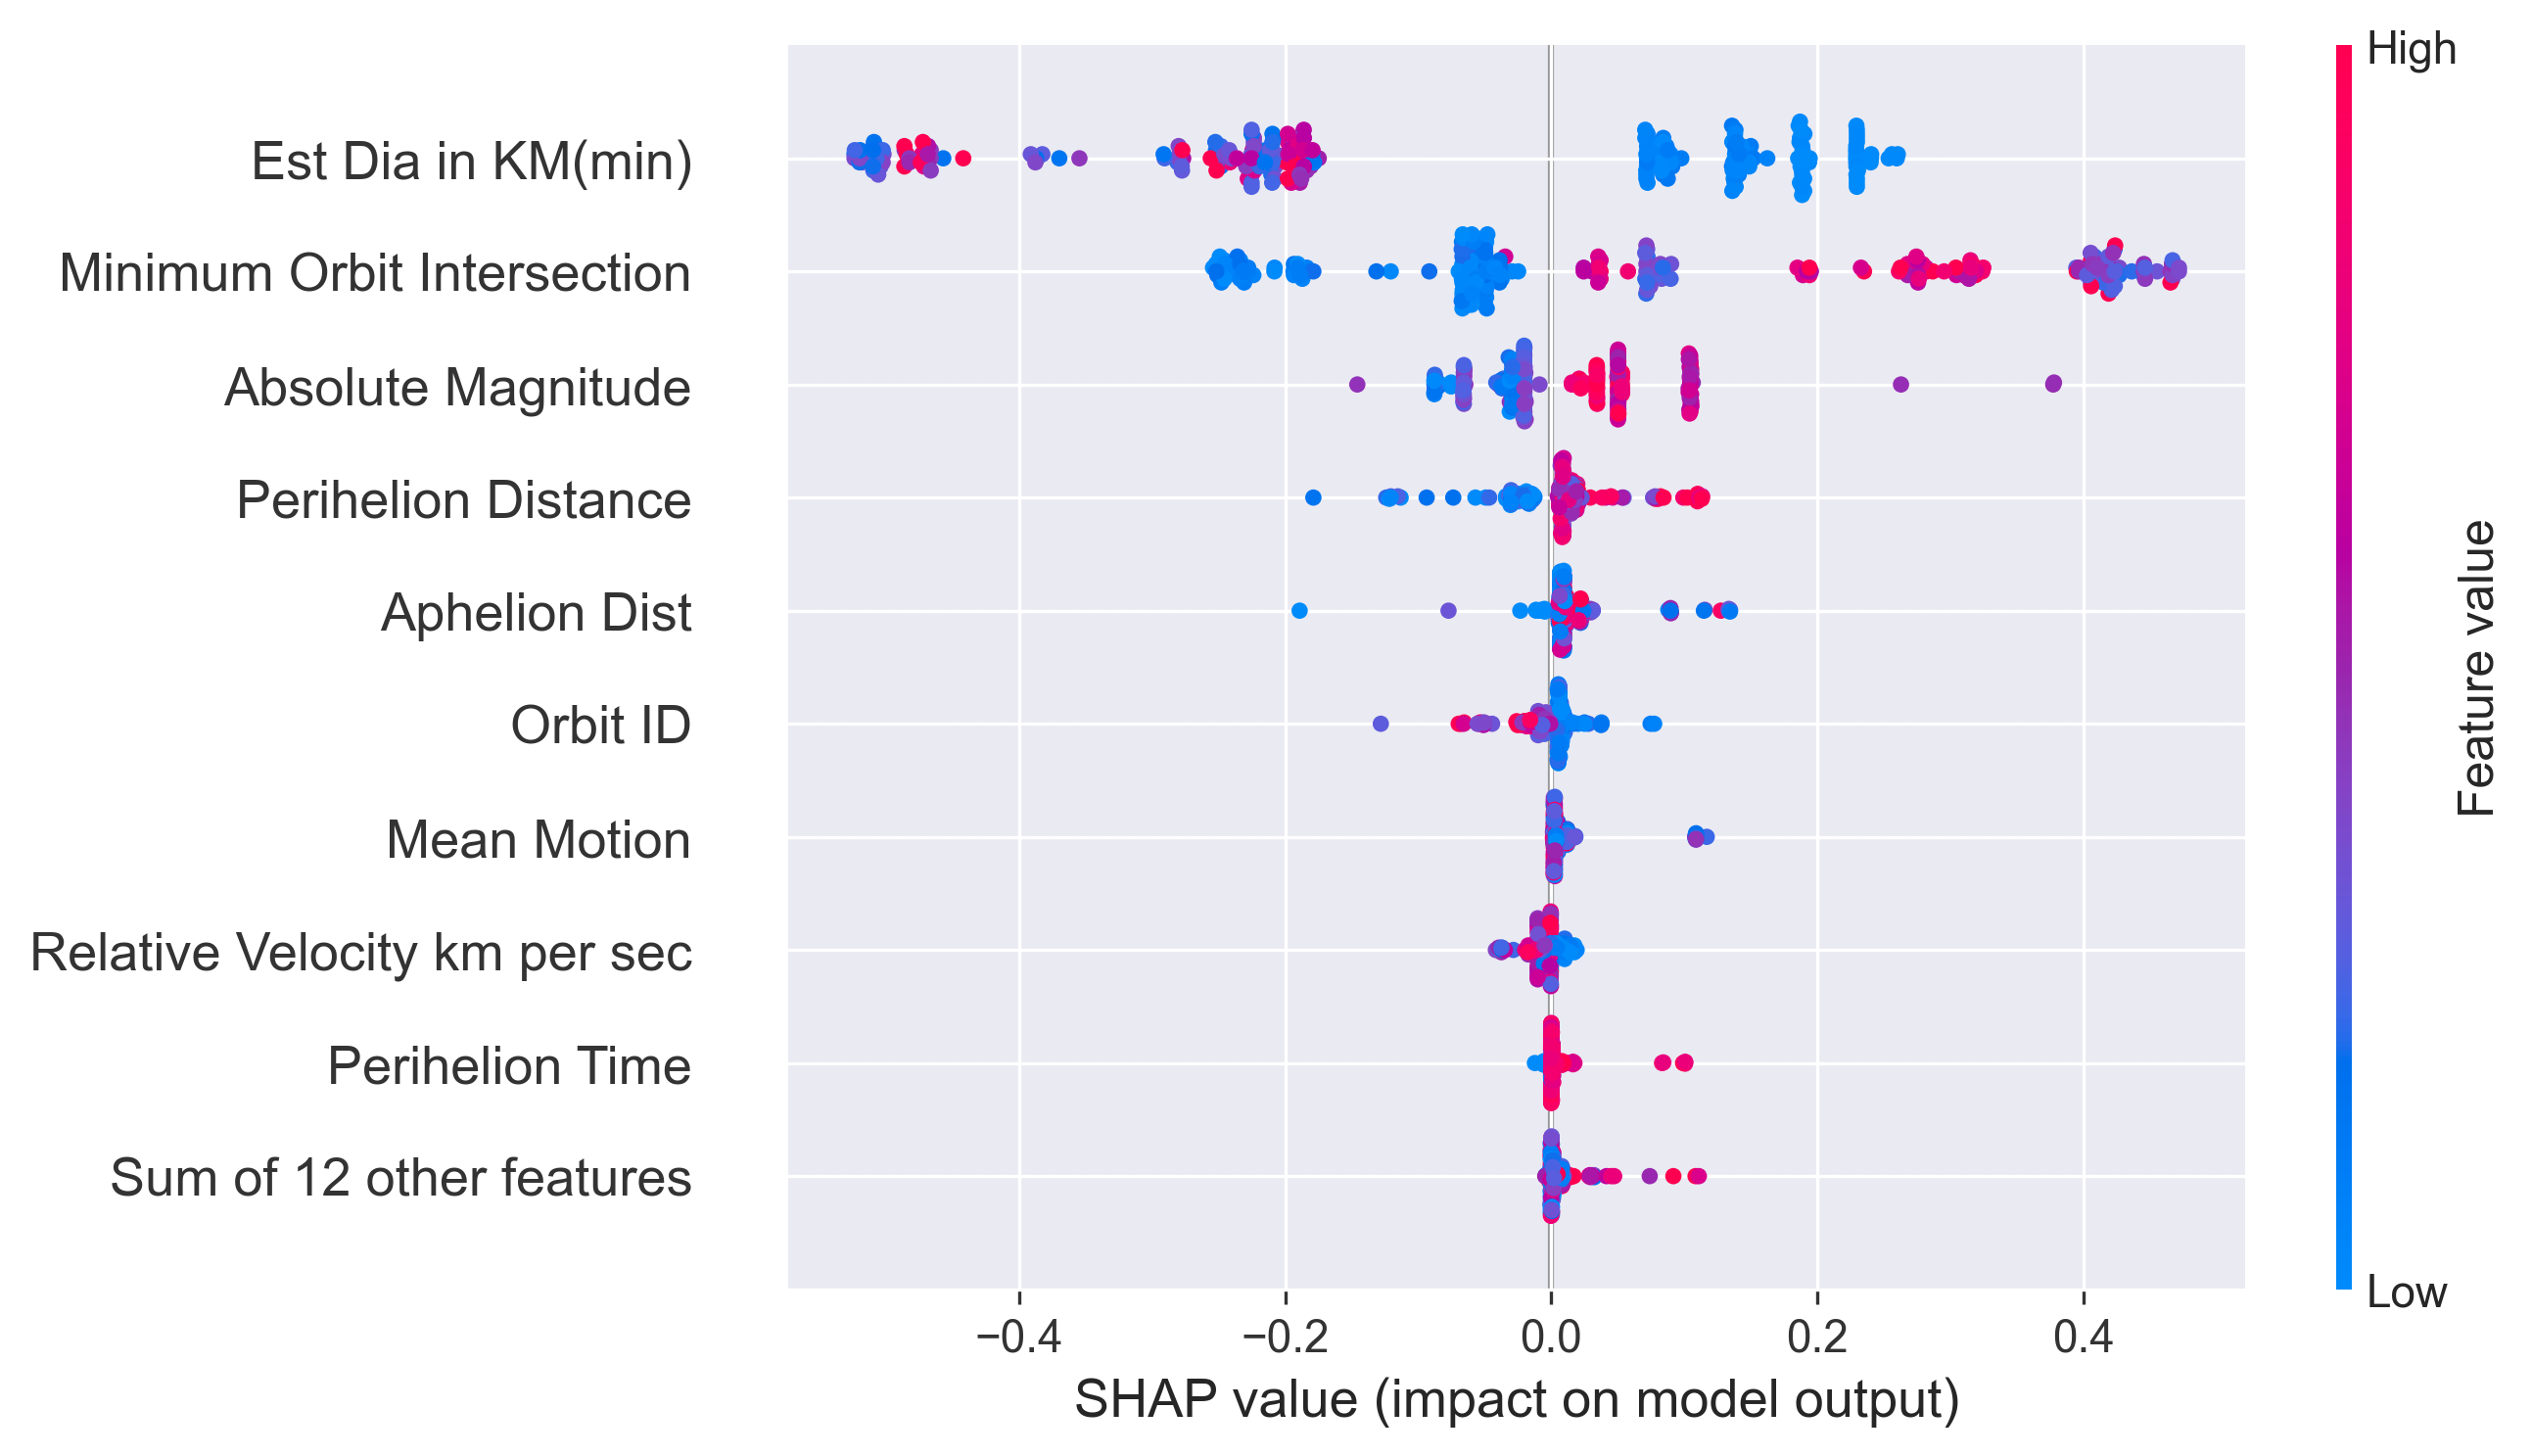 High
Est Dia in KM(min)
Minimum Orbit Intersection
Absolute Magnitude
Perihelion Distance
Aphelion Dist
Orbit ID
Mean Motion
Relative Velocity km per sec
Perihelion Time
Sum of 12 other features
Feature value
Low
−0.4 −0.2 0.0 0.2 0.4
SHAP value (impact on model output)